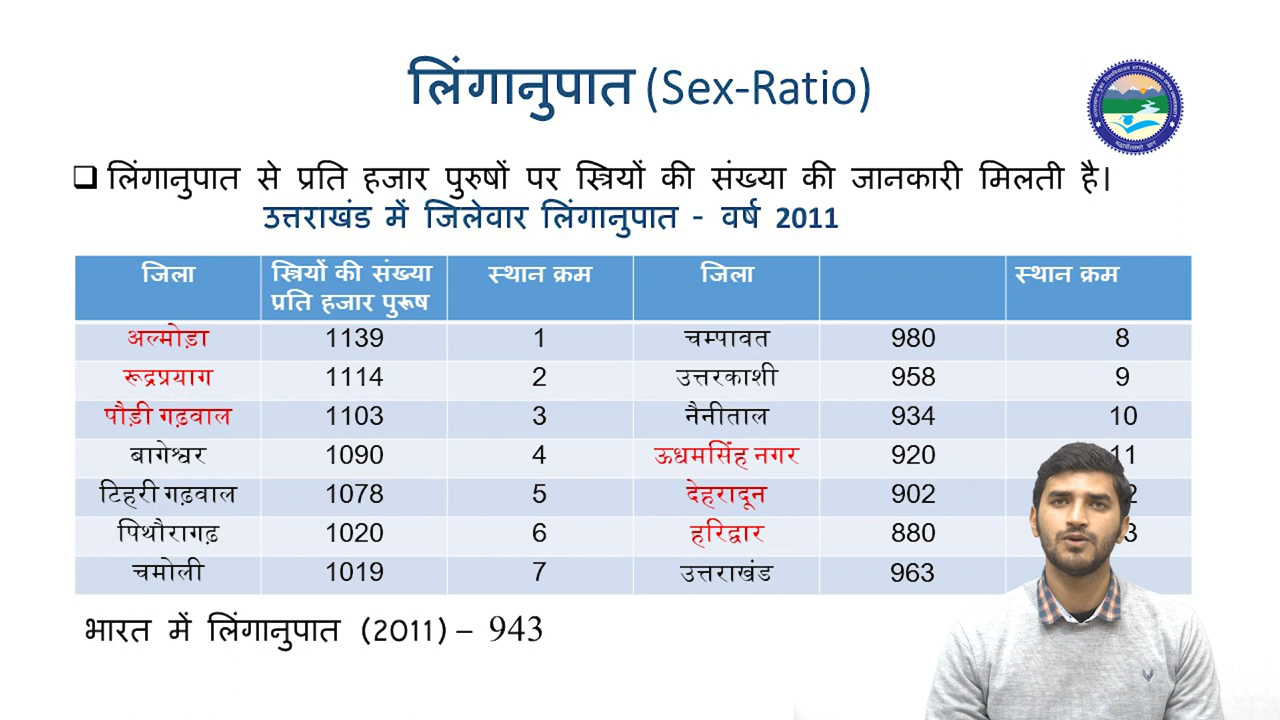 लिंगानुपात (Sex-Ratio)
❑ लिंगानुपात से प्रति हजार पुरुषों पर स्त्रियों की संख्या की जानकारी मिलती है।
उत्तराखंड में जिलेवार लिंगानुपात - वर्ष 2011
जिला स्त्रियों की संख्या प्रति हजार पुरूष स्थान क्रम जिला स्थान क्रम
अल्मोड़ा 1139 1 चम्पावत 980 8
रूद्रप्रयाग 1114 2 उत्तरकाशी 958 9
पौड़ी गढ़वाल 1103 3 नैनीताल 934 10
बागेश्वर 1090 4 ऊधमसिंह नगर 920 11
टिहरी गढ़वाल 1078 5 देहरादून 902 2
पिथौरागढ़ 1020 6 हरिद्वार 880 3
चमोली 1019 7 उत्तराखंड 963
भारत में लिंगानुपात (2011) – 943